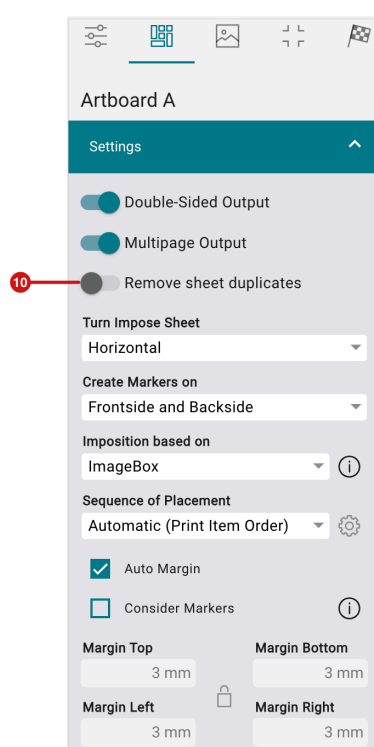 Artboard A
Settings
Double-Sided Output
Multipage Output
10
Remove sheet duplicates
Turn Impose Sheet
Horizontal
Create Markers on
Frontside and Backside
Imposition based on
ImageBox
Sequence of Placement
Automatic (Print Item Order)
Auto Margin
Consider Markers
Margin Top Margin Bottom
3 mm 3 mm
Margin Left Margin Right
3 mm 3 mm